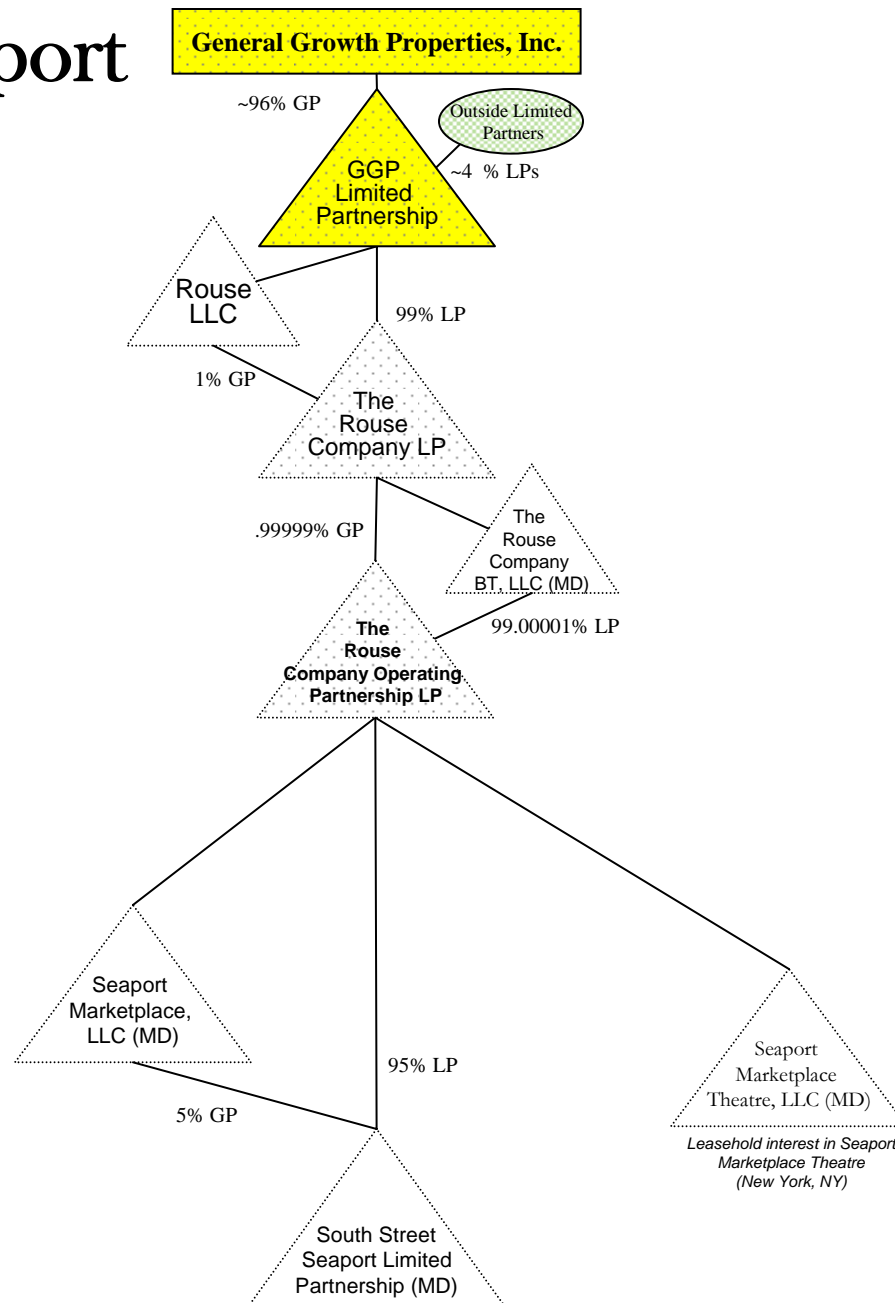 port
General Growth Properties, Inc.
~96% GP
Outside Limited
Partners
~4 % LPs
GGP
Limited
Partnership
Rouse
LLC
99% LP
1% GP
The
Rouse
Company LP
.99999% GP
The
Rouse
Company
BT, LLC (MD)
99.00001% LP
The
Rouse
Company Operating
Partnership LP
Seaport
Marketplace,
LLC (MD)
95% LP
5% GP
Seaport
Marketplace
Theatre, LLC (MD)
Leasehold interest in Seaport
Marketplace Theatre
(New York, NY)
South Street
Seaport Limited
Partnership (MD)